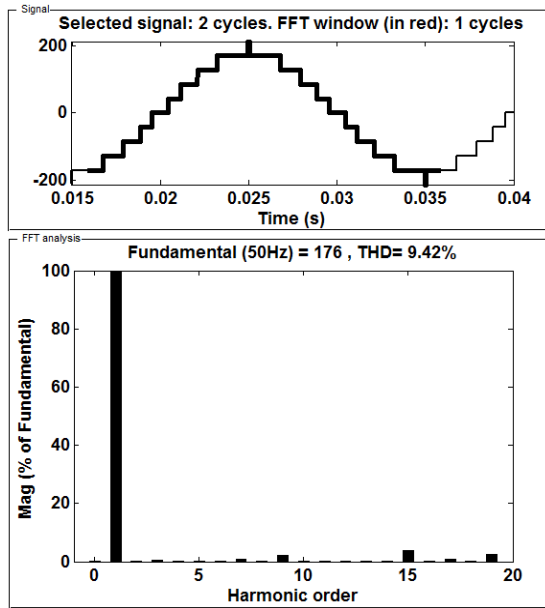 Signal
Selected signal: 2 cycles. FFT window (in red): 1 cycles
200
0
-200
0.015 0.02 0.025 0.03 0.035 0.04
Time (s)
FFT analysis
Fundamental (50Hz) = 176 , THD= 9.42%
100
80
60
40
20
0
Mag (% of Fundamental)
0 5 10 15 20
Harmonic order